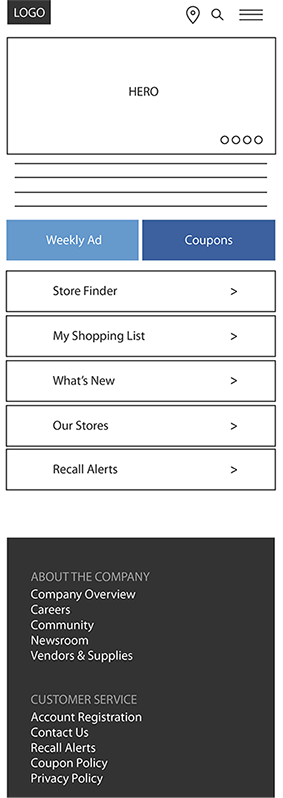 LOGO
HERO
Weekly Ad
Coupons
Store Finder >
My Shopping List >
What's New >
Our Stores >
Recall Alerts >
ABOUT THE COMPANY
Company Overview
Careers
Community
Newsroom
Vendors & Supplies
CUSTOMER SERVICE
Account Registration
Contact Us
Recall Alerts
Coupon Policy
Privacy Policy